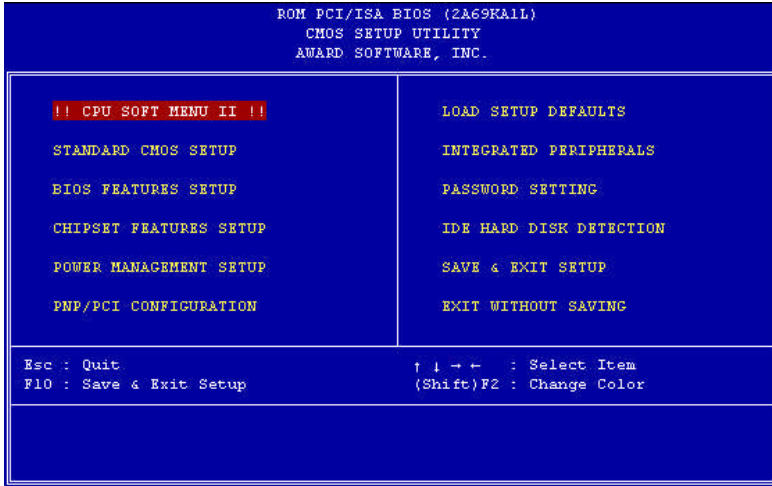 ROM PCI/ISA BIOS (2A69KA1L)
CMOS SETUP UTILITY
AWARD SOFTWARE, INC.
!! CPU SOFT MENU II !!
STANDARD CMOS SETUP
BIOS FEATURES SETUP
CHIPSET FEATURES SETUP
POWER MANAGEMENT SETUP
PNP/PCI CONFIGURATION
LOAD SETUP DEFAULTS
INTEGRATED PERIPHERALS
PASSWORD SETTING
IDE HARD DISK DETECTION
SAVE & EXIT SETUP
EXIT WITHOUT SAVING
Esc : Quit
F10 : Save & Exit Setup
↑ ↓ → ← : Select Item
(Shift)F2 : Change Color